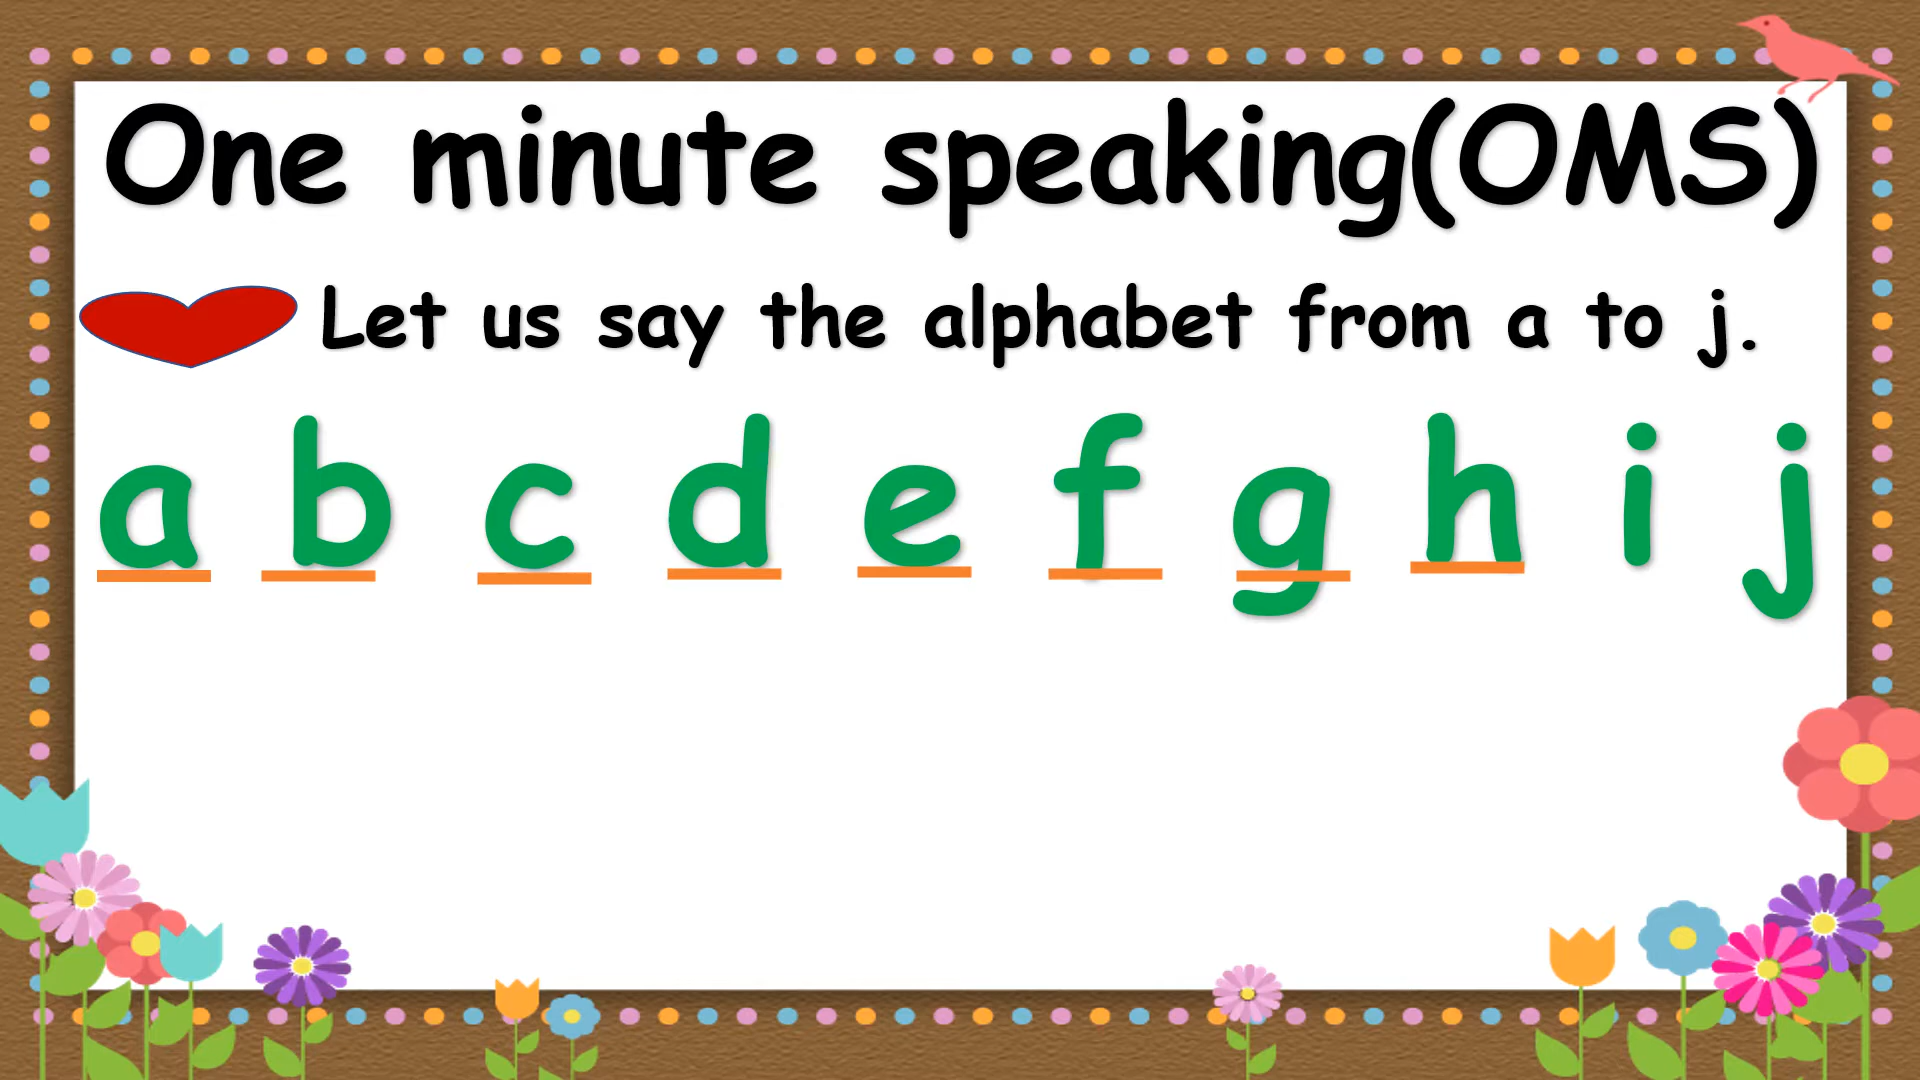 One minute speaking(OMS)
Let us say the alphabet from a to j.
a b c d e f g h i j